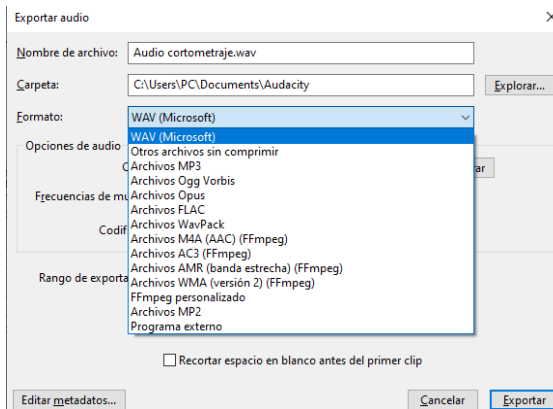 Exportar audio
Nombre de archivo: Audio cortometraje.wav
Carpeta: C:\Users\PC\Documents\Audacity Explorar...
Formato: WAV (Microsoft)
WAV (Microsoft)
Opciones de audio
Otros archivos sin comprimir
Archivos MP3
Archivos Ogg Vorbis
Archivos Opus
Archivos FLAC
Archivos WavPack
Archivos M4A (AAC) (FFmpeg)
Archivos AC3 (FFmpeg)
Archivos AMR (banda estrecha) (FFmpeg)
Archivos WMA (versión 2) (FFmpeg)
FFmpeg personalizado
Archivos MP2
Programa externo
Recortar espacio en blanco antes del primer clip
Editar metadatos... Cancelar Exportar